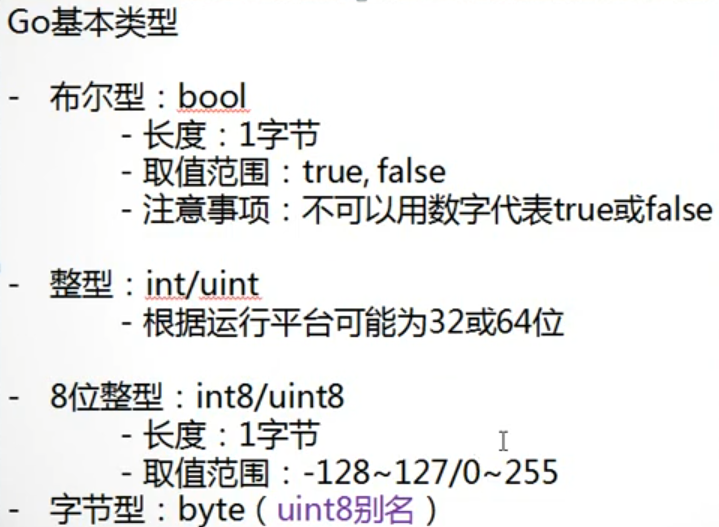 Go基本类型
- 布尔型：bool
- 长度：1字节
- 取值范围：true, false
- 注意事项：不可以用数字代表true或false
- 整型：int/uint
- 根据运行平台可能为32或64位
- 8位整型：int8/uint8
- 长度：1字节
- 取值范围：-128~127/0~255
- 字节型：byte（uint8别名）